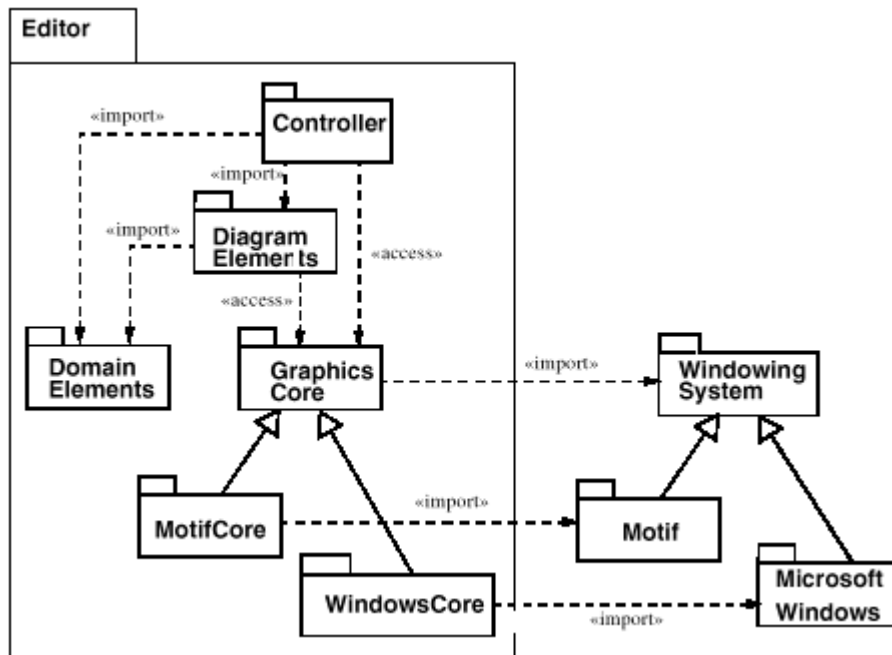 Editor
«import»
Controller
«import»
«import»
Diagram
Elements
«access»
«access»
Domain
Elements
Graphics
Core
«import»
Windowing
System
MotifCore
«import»
Motif
WindowsCore
«import»
Microsoft
Windows